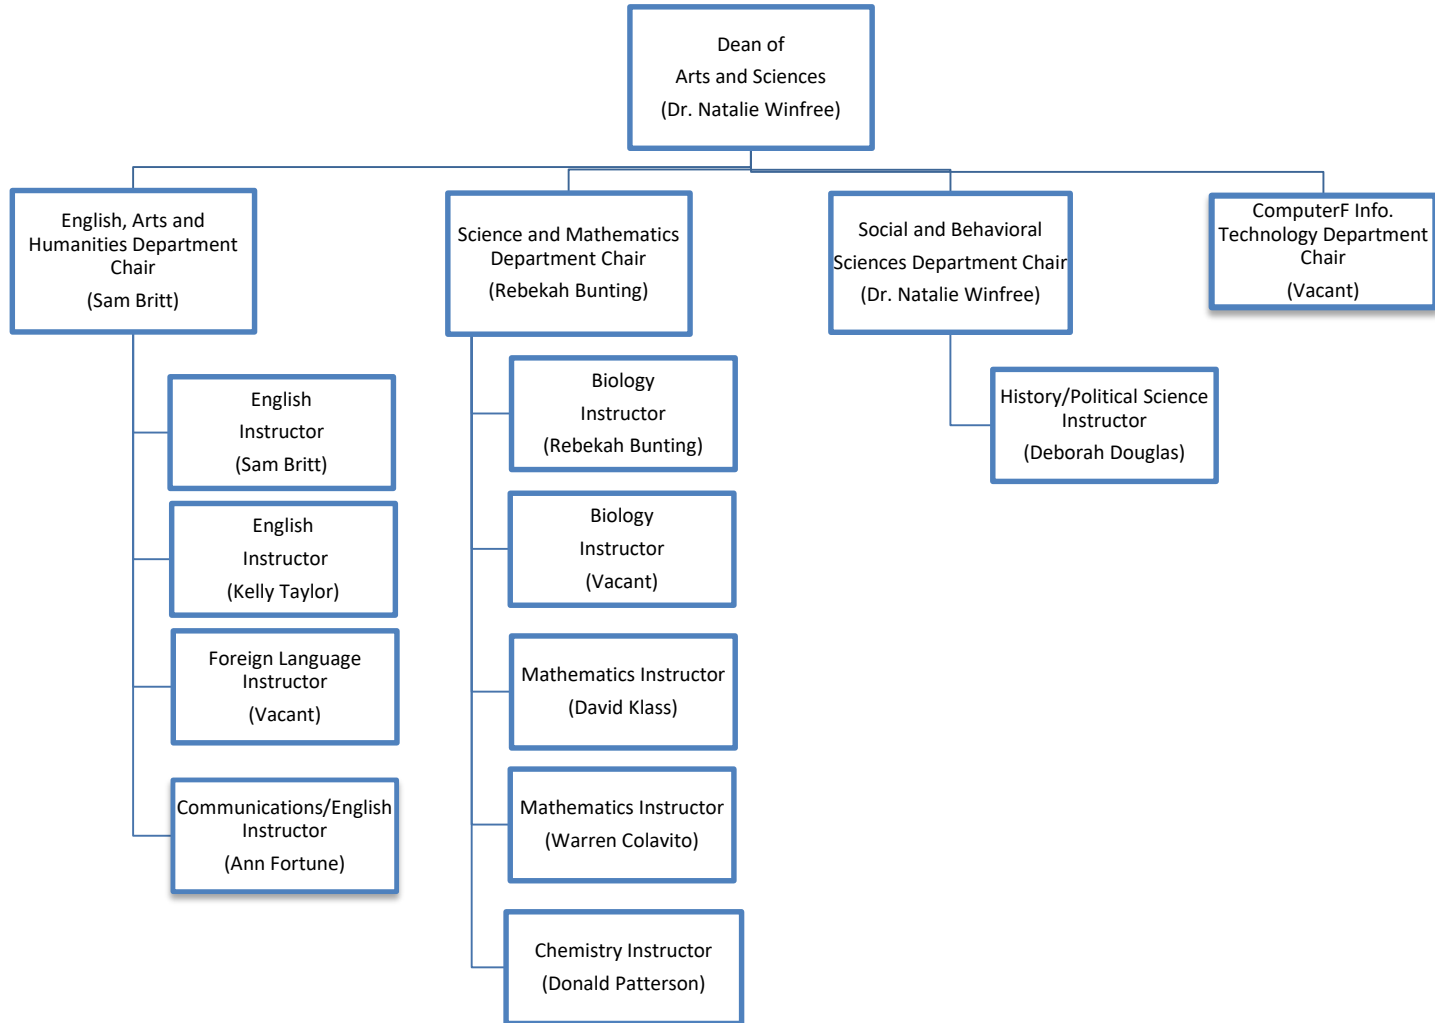 Dean of
Arts and Sciences
(Dr. Natalie Winfree)
English, Arts and
Humanities Department
Chair
(Sam Britt)
Science and Mathematics
Department Chair
(Rebekah Bunting)
Social and Behavioral
Sciences Department Chair
(Dr. Natalie Winfree)
ComputerF Info.
Technology Department
Chair
(Vacant)
English
Instructor
(Sam Britt)
English
Instructor
(Kelly Taylor)
Foreign Language
Instructor
(Vacant)
Communications/English
Instructor
(Ann Fortune)
Biology
Instructor
(Rebekah Bunting)
Biology
Instructor
(Vacant)
Mathematics Instructor
(David Klass)
Mathematics Instructor
(Warren Colavito)
Chemistry Instructor
(Donald Patterson)
History/Political Science
Instructor
(Deborah Douglas)